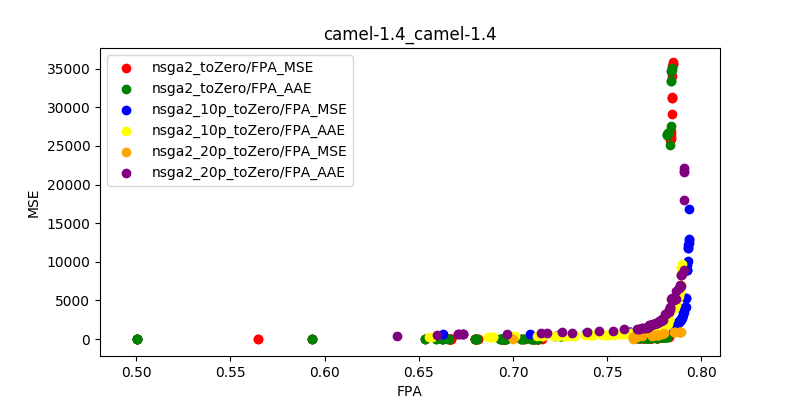 camel-1.4_camel-1.4
nsga2_toZero/FPA_MSE
nsga2_toZero/FPA_AAE
nsga2_10p_toZero/FPA_MSE
nsga2_10p_toZero/FPA_AAE
nsga2_20p_toZero/FPA_MSE
nsga2_20p_toZero/FPA_AAE
MSE
35000
30000
25000
20000
15000
10000
5000
0
0.50 0.55 0.60 0.65 0.70 0.75 0.80
FPA